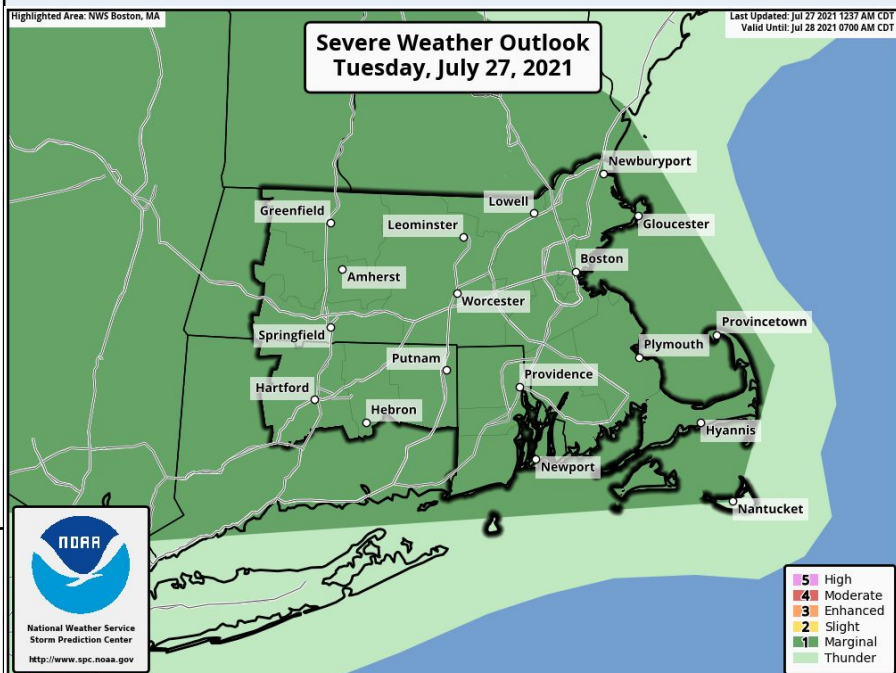 Highlighted Area: NWS Boston, MA
Last Updated: Jul 27 2021 1237 AM CDT
Valid Until: Jul 28 2021 0700 AM CDT
Severe Weather Outlook
Tuesday, July 27, 2021
Newburyport
Lowell
Greenfield
Leominster
Gloucester
Boston
Amherst
Worcester
Provincetown
Springfield
Plymouth
Putnam
Providence
Hartford
Hebron
Hyannis
Newport
Nantucket
NOAA
National Weather Service
Storm Prediction Center
http://www.spc.noaa.gov
5 High
4 Moderate
3 Enhanced
2 Slight
1 Marginal
Thunder